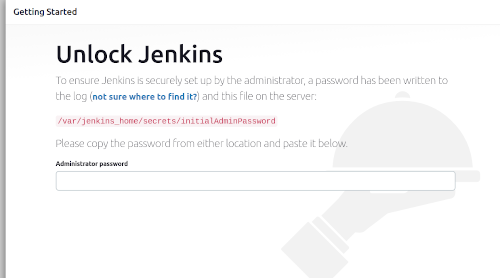 Getting Started
Unlock Jenkins
To ensure Jenkins is securely set up by the administrator, a password has been written to
the log (not sure where to find it?) and this file on the server:
/var/jenkins_home/secrets/initialAdminPassword
Please copy the password from either location and paste it below.
Administrator password